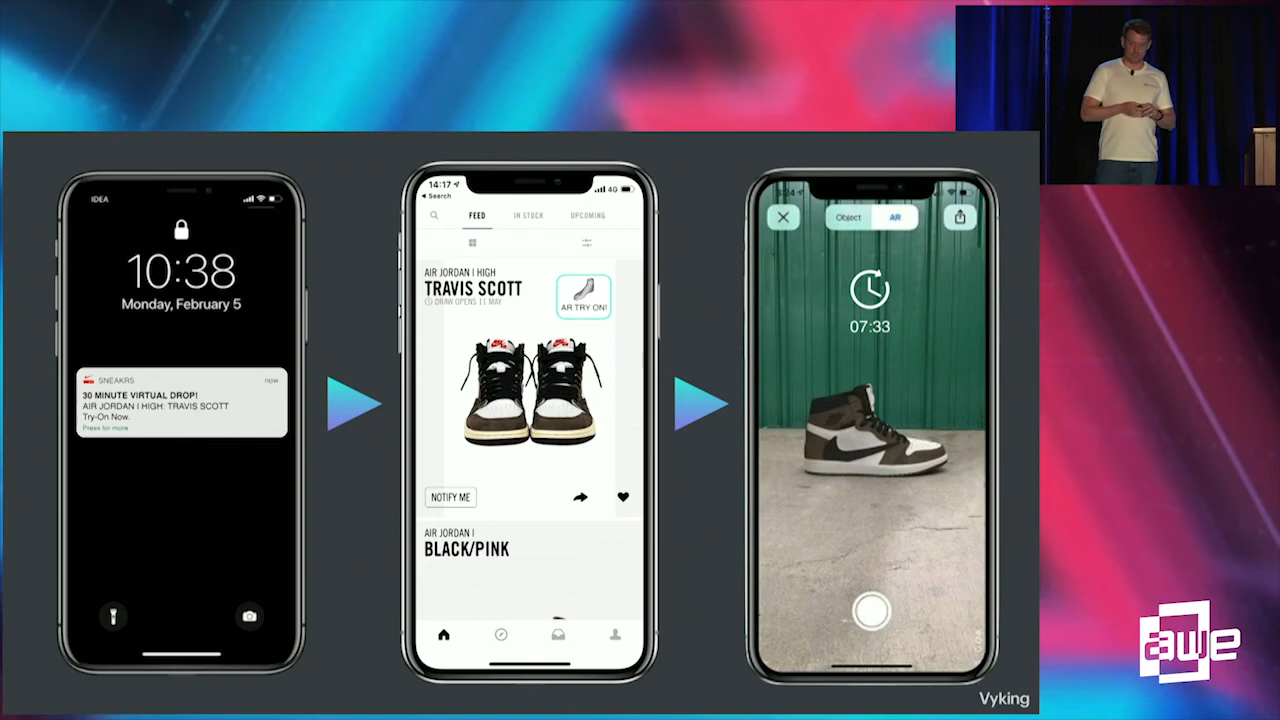 IDEA
10:38
Monday, February 5
SNEAKRS
now
30 MINUTE VIRTUAL DROP!
AIR JORDAN I HIGH: TRAVIS SCOTT
Try-On Now.
Press for more
14:17
4G
Search
FEED
IN STOCK
UPCOMING
AIR JORDAN I HIGH
TRAVIS SCOTT
DRAW OPENS 11 MAY
AR TRY ON!
NOTIFY ME
AIR JORDAN I
BLACK/PINK
Object
AR
07:33
Vyking
awe